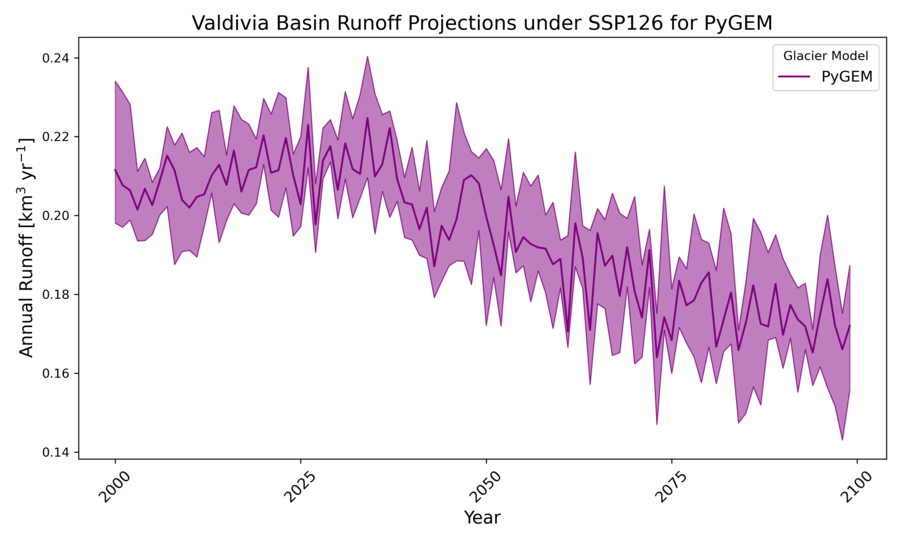 Valdivia Basin Runoff Projections under SSP126 for PyGEM
Glacier Model
PyGEM
Annual Runoff [km³ yr⁻¹]
0.24
0.22
0.20
0.18
0.16
0.14
2000
2025
2050
2075
2100
Year